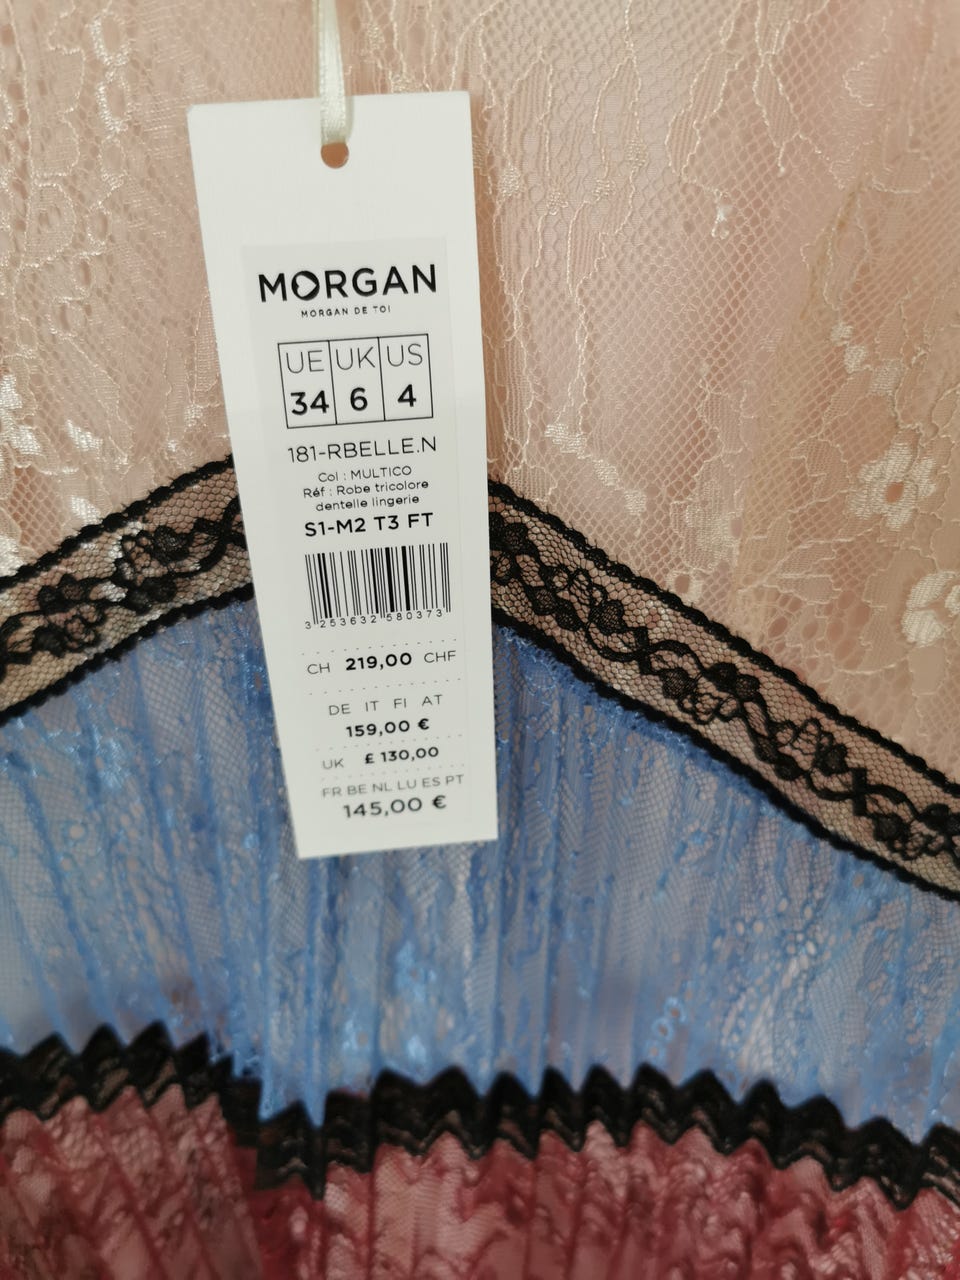 MORGAN
MORGAN DE TOI
UE UK US
34 6 4
181-RBELLE.N
Col : MULTICO
Réf : Robe tricolore
dentelle lingerie
S1-M2 T3 FT
3 253632 580373
CH 219,00 CHF
DE IT FI AT
159,00 €
UK £ 130,00
FR BE NL LU ES PT
145,00 €